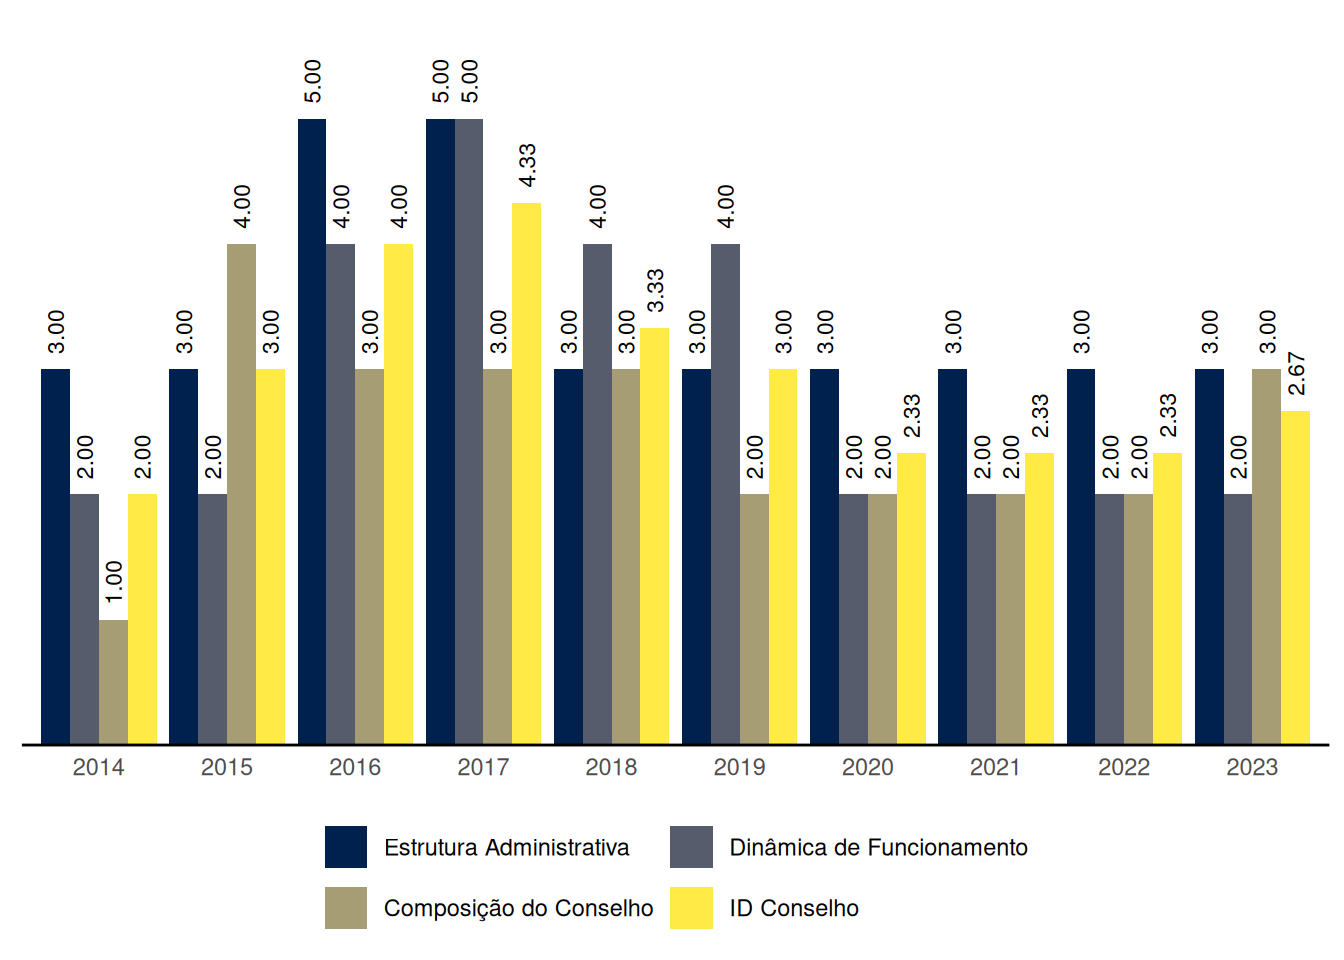 5.00 5.00 5.00
4.33
4.00 4.00 4.00 4.00 4.00
3.33
3.00 3.00 3.00 3.00 3.00 3.00 3.00 3.00 3.00 3.00 3.00 3.00 3.00 3.00 3.00
2.67
2.33 2.33 2.33
2.00 2.00 2.00 2.00 2.00 2.00 2.00 2.00 2.00 2.00 2.00
1.00
2014 2015 2016 2017 2018 2019 2020 2021 2022 2023
Estrutura Administrativa Dinâmica de Funcionamento
Composição do Conselho ID Conselho